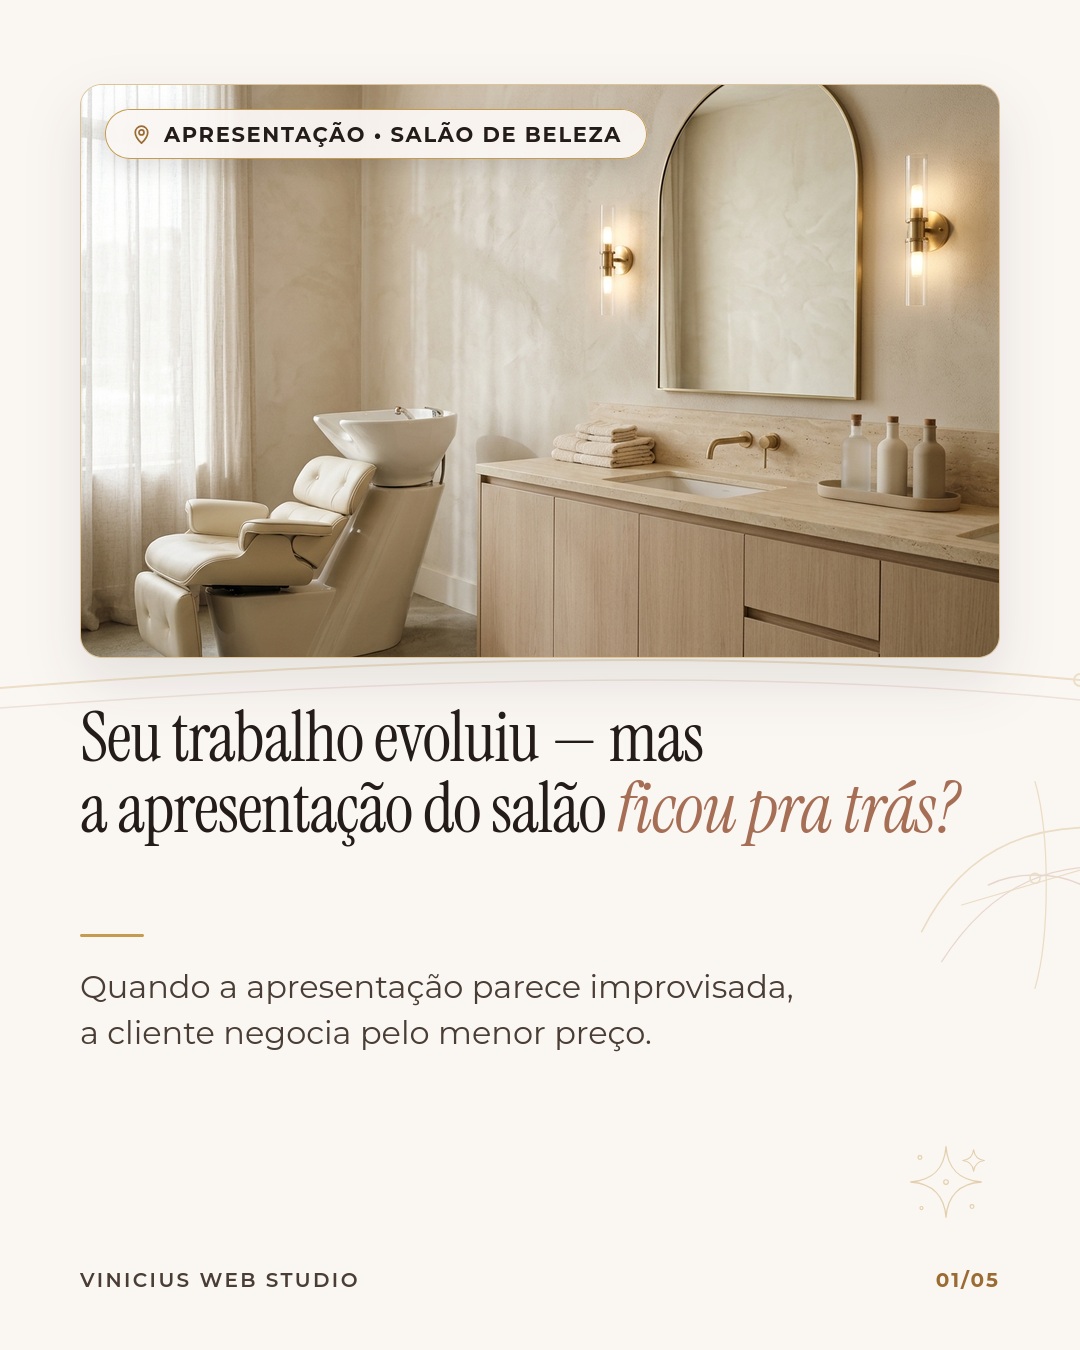 APRESENTAÇÃO • SALÃO DE BELEZA
Seu trabalho evoluiu — mas
a apresentação do salão ficou pra trás?
Quando a apresentação parece improvisada,
a cliente negocia pelo menor preço.
VINICIUS WEB STUDIO
01/05